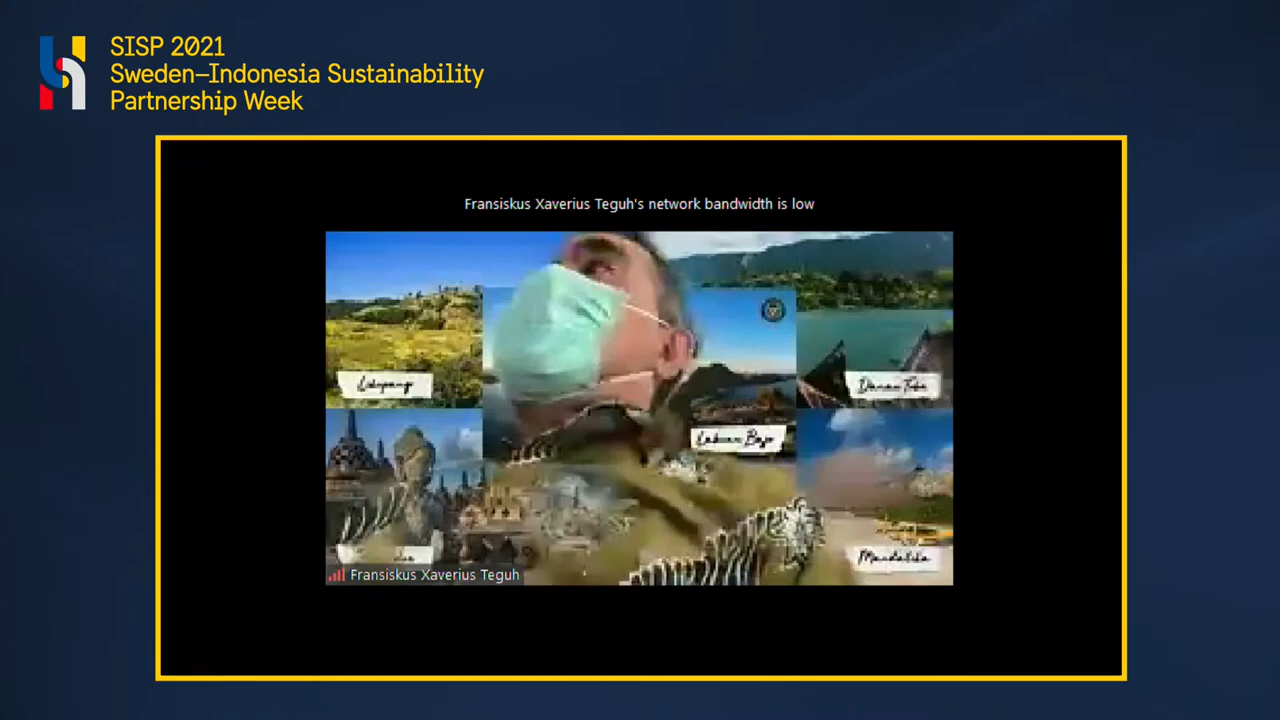 SISP 2021
Sweden–Indonesia Sustainability
Partnership Week
Fransiskus Xaverius Teguh's network bandwidth is low
Likupang
Danau Toba
Labuan Bajo
Mandalika
Fransiskus Xaverius Teguh